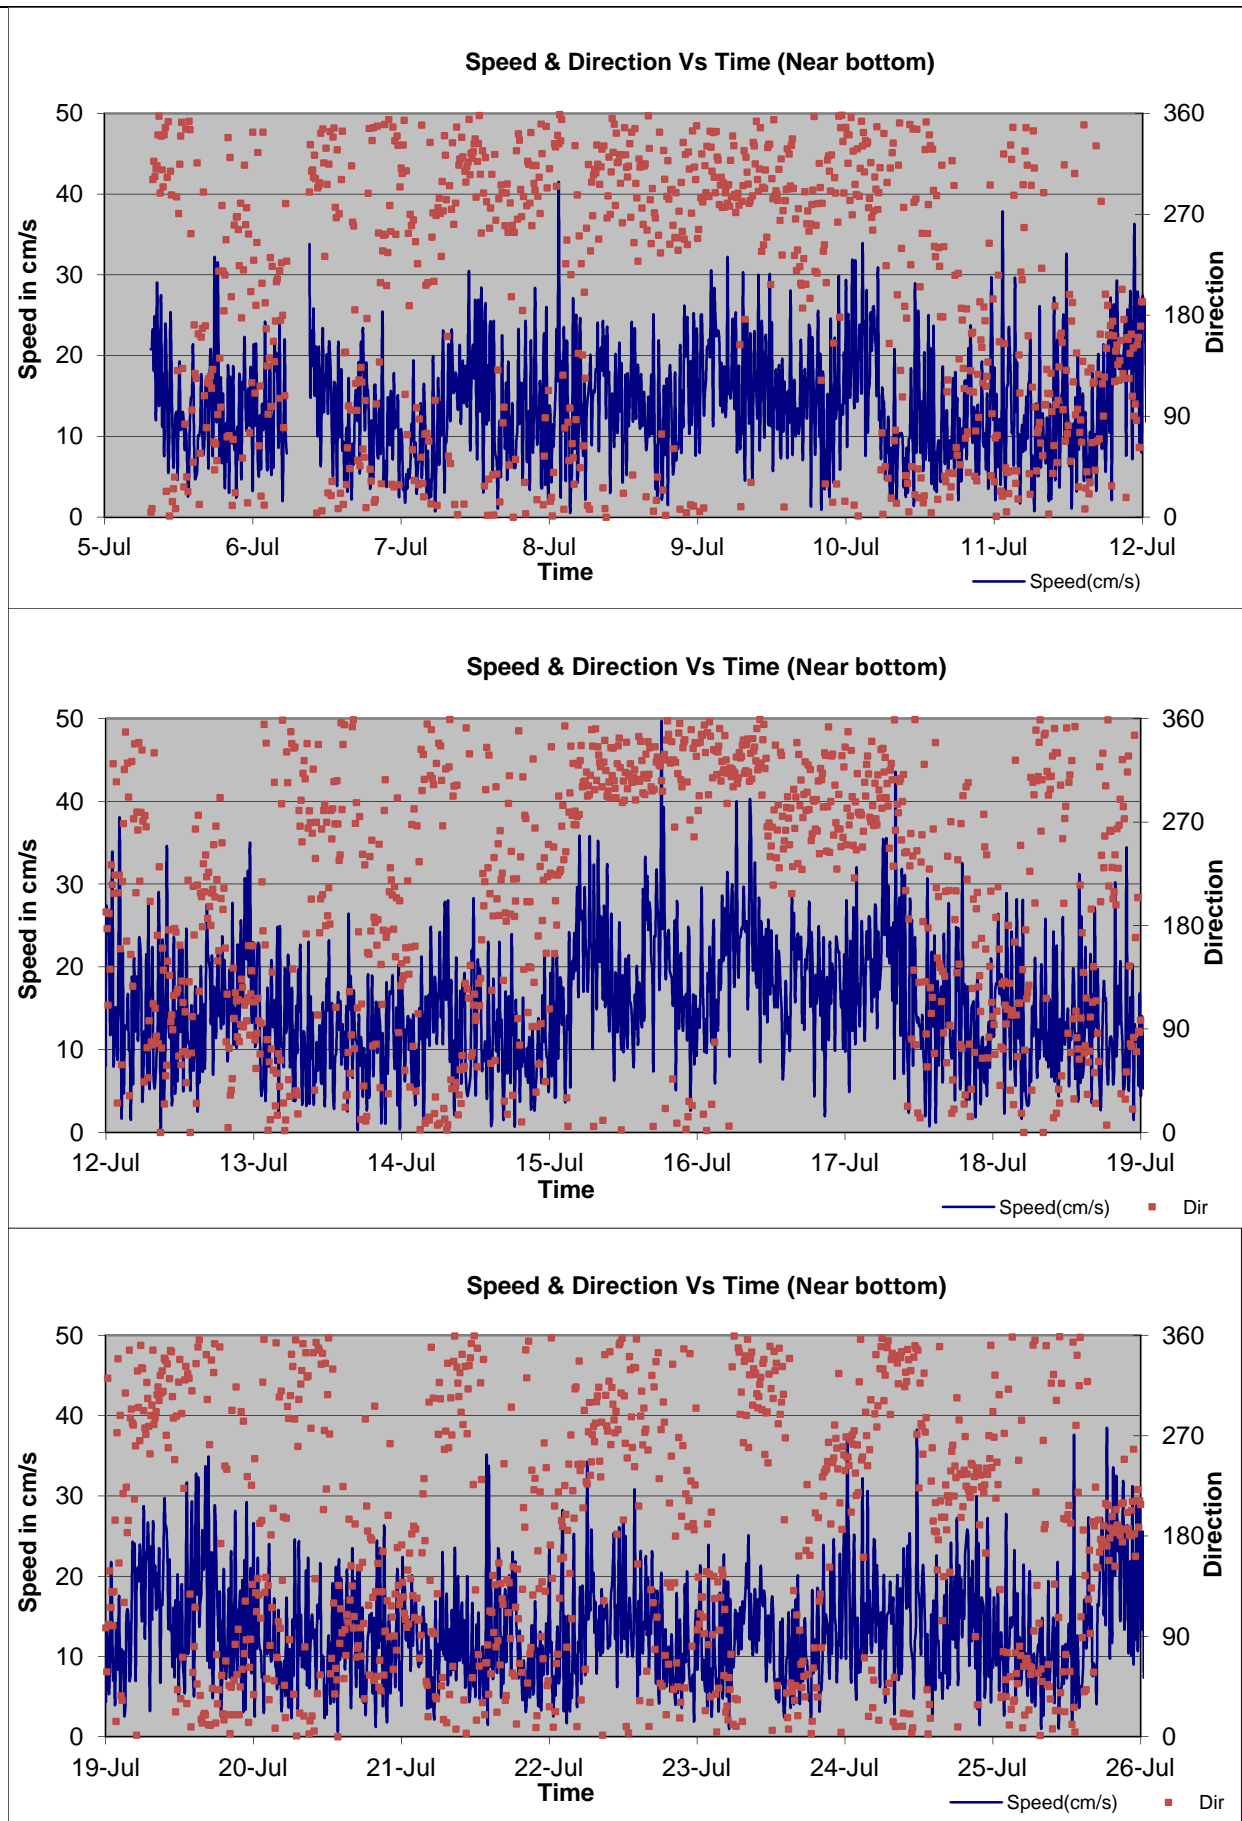 Speed & Direction Vs Time (Near bottom)
50 360
40
270
30
180
20
90
10
0 0
Speed in cm/s
Direction
5-Jul 6-Jul 7-Jul 8-Jul 9-Jul 10-Jul 11-Jul 12-Jul
Time
Speed(cm/s)
Speed & Direction Vs Time (Near bottom)
50 360
40
270
30
180
20
90
10
0 0
Speed in cm/s
Direction
12-Jul 13-Jul 14-Jul 15-Jul 16-Jul 17-Jul 18-Jul 19-Jul
Time
Speed(cm/s) Dir
Speed & Direction Vs Time (Near bottom)
50 360
40
270
30
180
20
90
10
0 0
Speed in cm/s
Direction
19-Jul 20-Jul 21-Jul 22-Jul 23-Jul 24-Jul 25-Jul 26-Jul
Time
Speed(cm/s) Dir